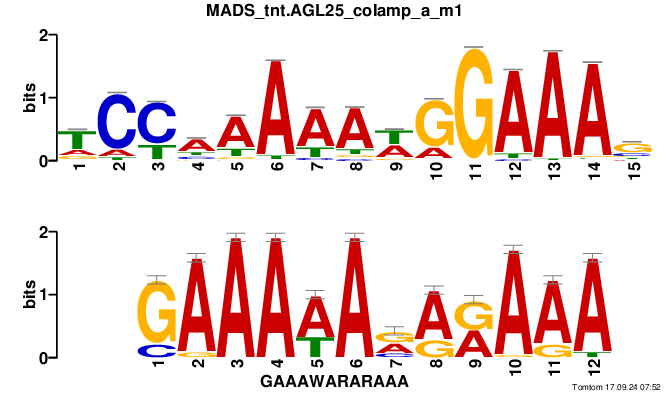 MADS_tnt.AGL25_colamp_a_m1
bits
2
1
0
T C C A A A A A T G G A A A G
1 2 3 4 5 6 7 8 9 10 11 12 13 14 15
bits
2
1
0
G A A A A A G A G A A A
C T A G A G
1 2 3 4 5 6 7 8 9 10 11 12
GAAAWARARAAA
Tomtom 17.09.24 07:52